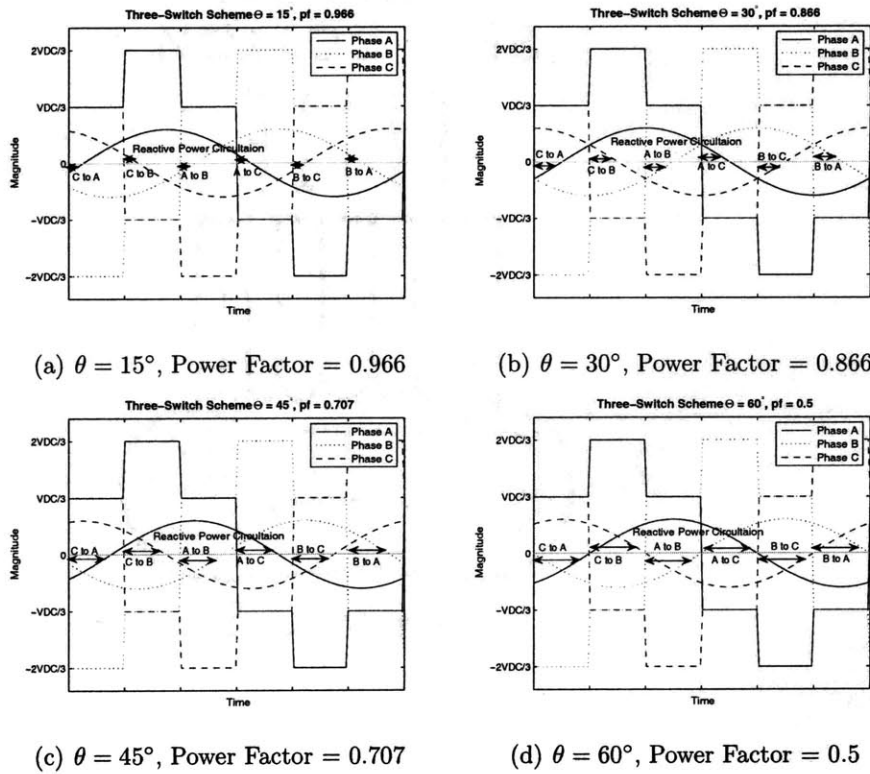 Three-Switch Scheme Θ = 15°, pf = 0.966
2VDC/3
VDC/3
0
−VDC/3
−2VDC/3
Magnitude
Time
Phase A
Phase B
Phase C
Reactive Power Circultaion
C to A
C to B
A to B
A to C
B to C
B to A
(a) θ = 15°, Power Factor = 0.966
Three-Switch Scheme Θ = 30°, pf = 0.866
2VDC/3
VDC/3
0
−VDC/3
−2VDC/3
Magnitude
Time
Phase A
Phase B
Phase C
Reactive Power Circultaion
C to A
C to B
A to B
A to C
B to C
B to A
(b) θ = 30°, Power Factor = 0.866
Three-Switch Scheme Θ = 45°, pf = 0.707
2VDC/3
VDC/3
0
−VDC/3
−2VDC/3
Magnitude
Time
Phase A
Phase B
Phase C
Reactive Power Circultaion
C to A
C to B
A to B
A to C
B to C
B to A
(c) θ = 45°, Power Factor = 0.707
Three-Switch Scheme Θ = 60°, pf = 0.5
2VDC/3
VDC/3
0
−VDC/3
−2VDC/3
Magnitude
Time
Phase A
Phase B
Phase C
Reactive Power Circultaion
C to A
C to B
A to B
A to C
B to C
B to A
(d) θ = 60°, Power Factor = 0.5